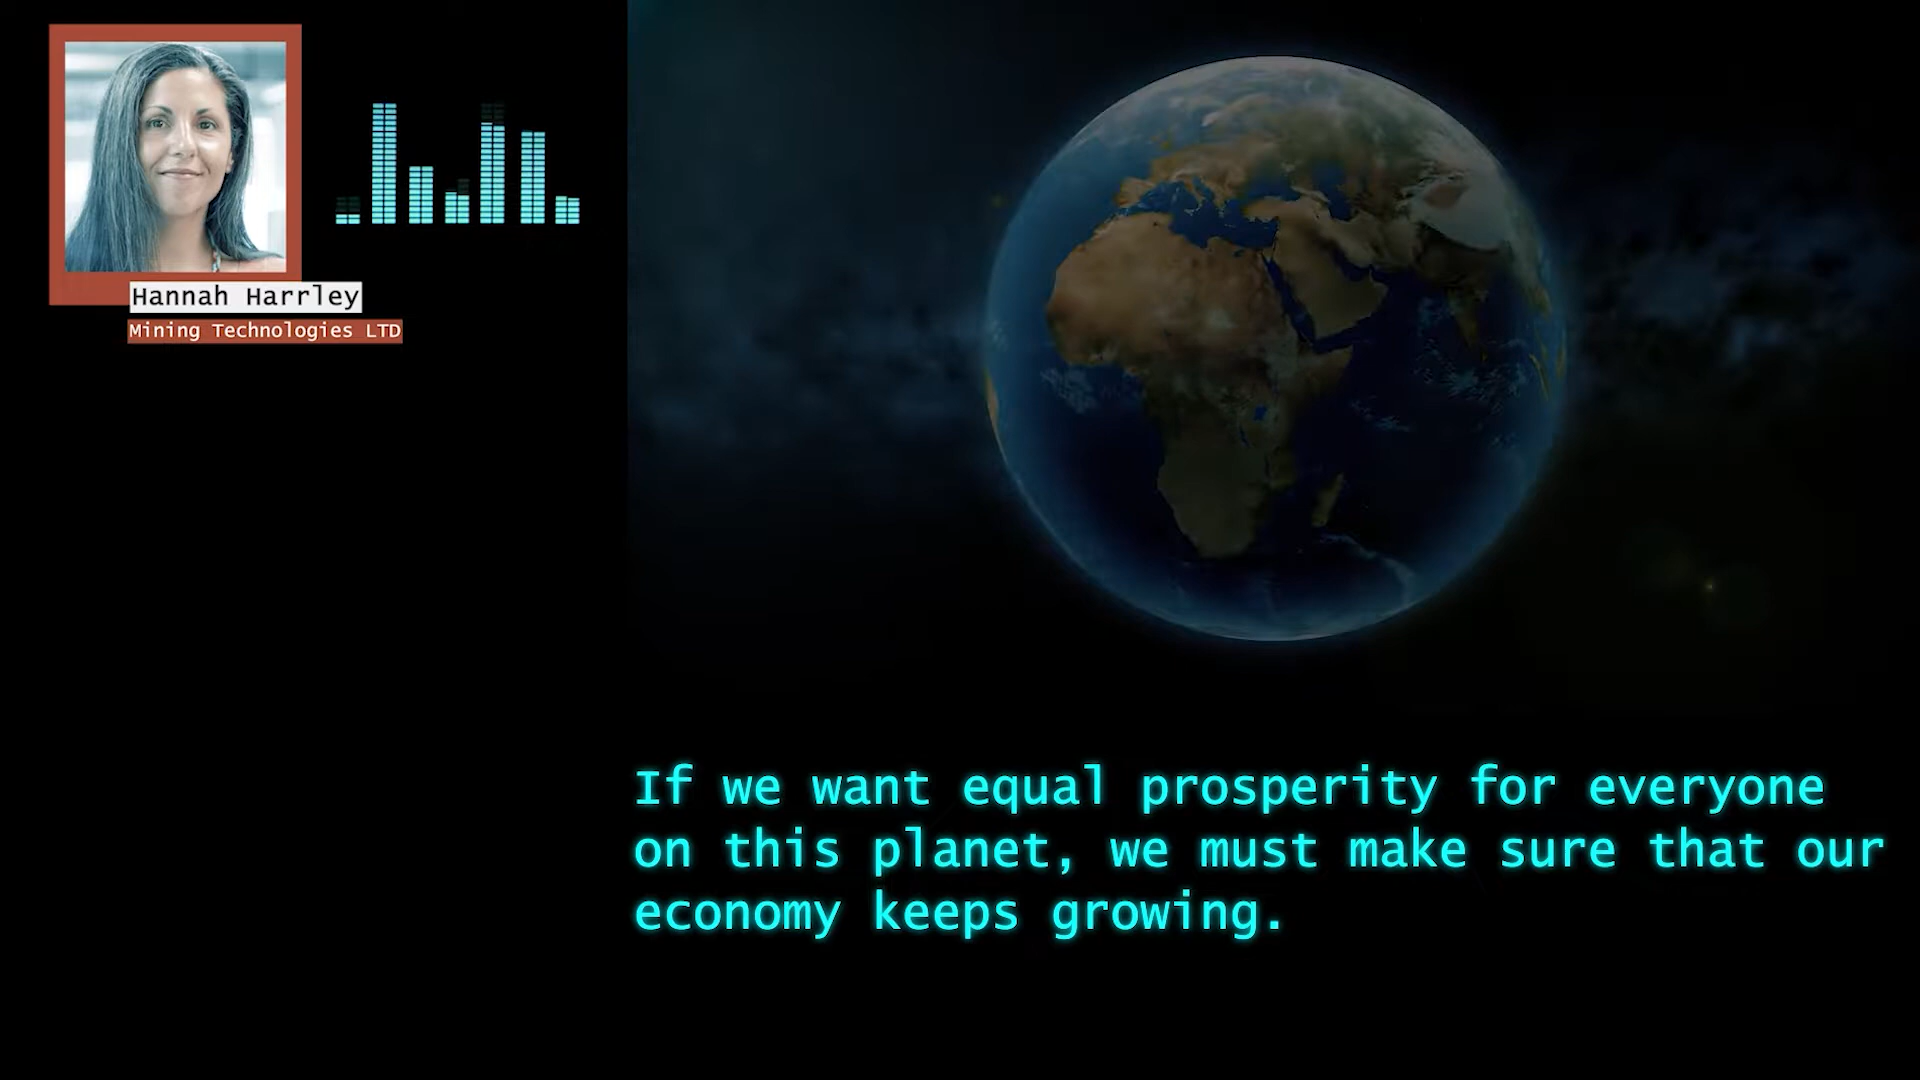 Hannah Harrley
Mining Technologies LTD
If we want equal prosperity for everyone
on this planet, we must make sure that our
economy keeps growing.